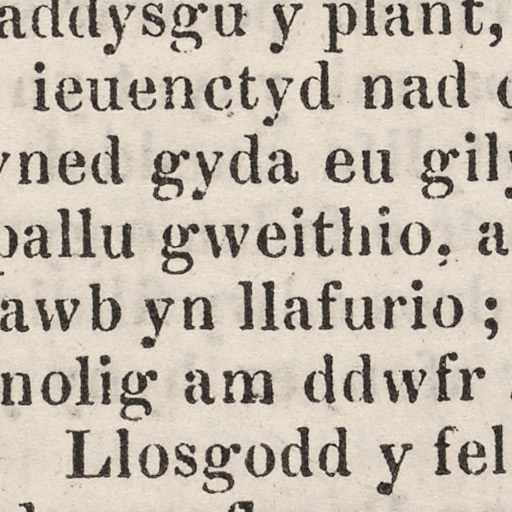 addysgu y plant,
ieuenctyd nad
yned gyda eu gily
pallu gweithio, a
awb yn llafurio ;
nolig am ddwfr
Llosgodd y fel